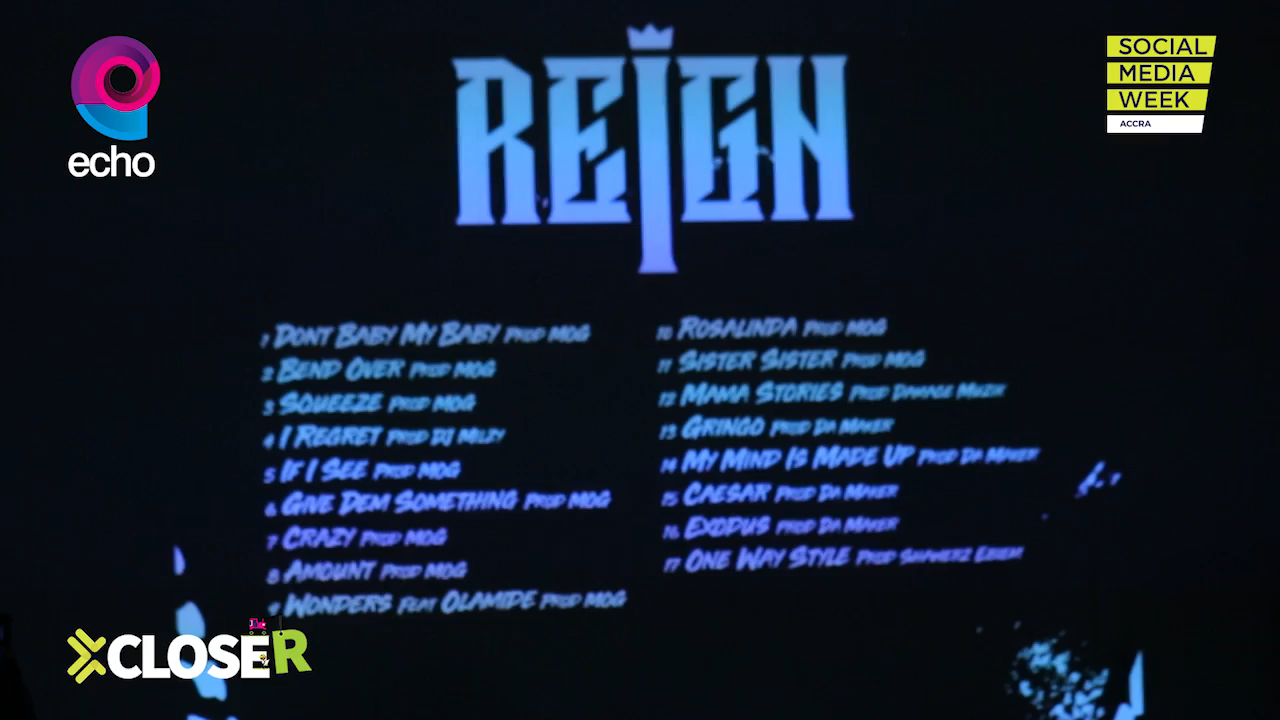 echo
SOCIAL
MEDIA
WEEK
ACCRA
REIGN
1 DONT BABY MY BABY PROD MOG
2 BEND OVER PROD MOG
3 SQUEEZE PROD MOG
4 I REGRET PROD DJ MILZY
5 IF I SEE PROD MOG
6 GIVE DEM SOMETHING PROD MOG
7 CRAZY PROD MOG
8 AMOUNT PROD MOG
9 WONDERS FEAT OLAMIDE PROD MOG
10 ROSALINDA PROD MOG
11 SISTER SISTER PROD MOG
12 MAMA STORIES PROD DAMAGE MUZIK
13 GRINGO PROD DA MAKER
14 MY MIND IS MADE UP PROD DA MAKER
15 CAESAR PROD DA MAKER
16 EXODUS PROD DA MAKER
17 ONE WAY STYLE PROD
CLOSER